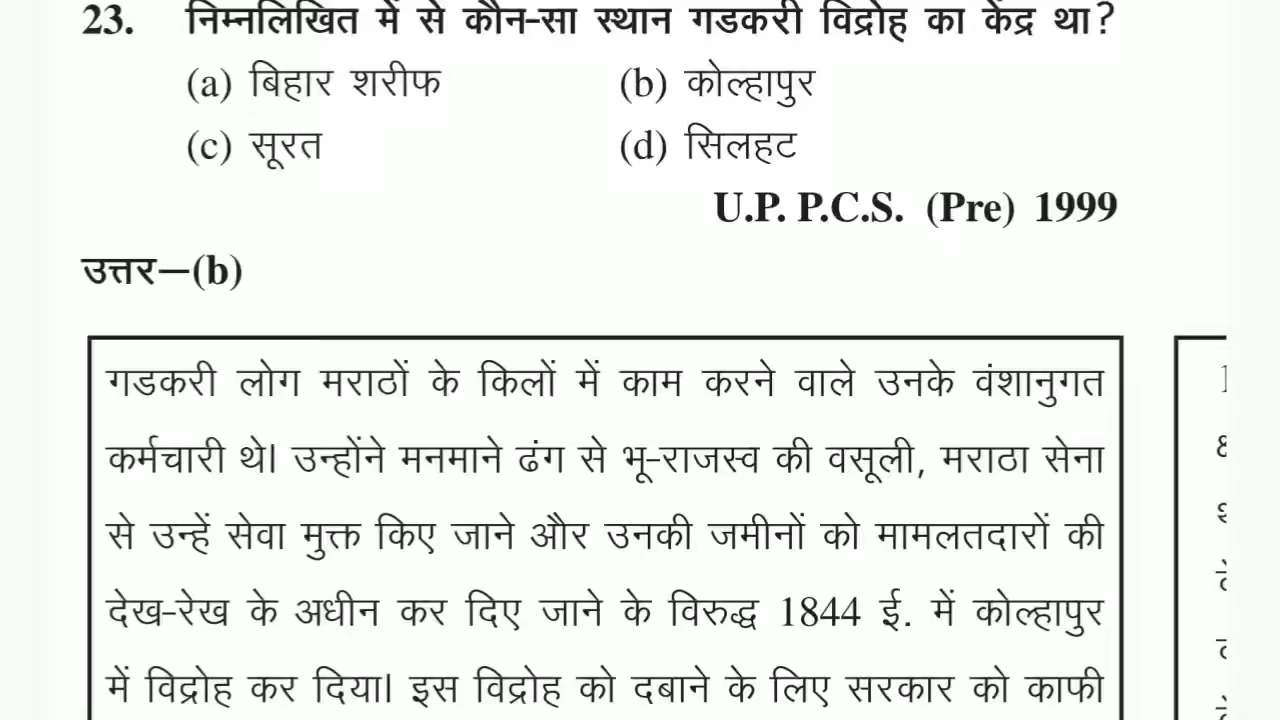 23. निम्नलिखित में से कौन-सा स्थान गडकरी विद्रोह का केंद्र था?
(a) बिहार शरीफ (b) कोल्हापुर
(c) सूरत (d) सिलहट
U.P. P.C.S. (Pre) 1999
उत्तर—(b)
गडकरी लोग मराठों के किलों में काम करने वाले उनके वंशानुगत
कर्मचारी थे। उन्होंने मनमाने ढंग से भू-राजस्व की वसूली, मराठा सेना
से उन्हें सेवा मुक्त किए जाने और उनकी जमीनों को मामलतदारों की
देख-रेख के अधीन कर दिए जाने के विरुद्ध 1844 ई. में कोल्हापुर
में विद्रोह कर दिया। इस विद्रोह को दबाने के लिए सरकार को काफी